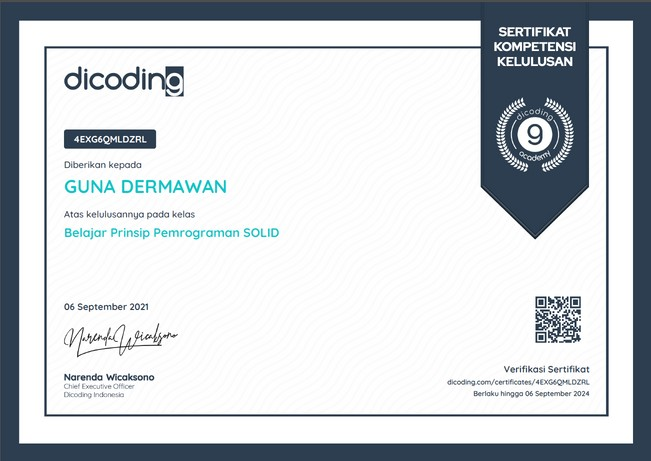 SERTIFIKAT
KOMPETENSI
KELULUSAN
dicoding
dicoding
9
academy
4EXG6QMLDZRL
Diberikan kepada
GUNA DERMAWAN
Atas kelulusannya pada kelas
Belajar Prinsip Pemrograman SOLID
06 September 2021
Narenda Wicaksono
Narenda Wicaksono
Chief Executive Officer
Dicoding Indonesia
Verifikasi Sertifikat
dicoding.com/certificates/4EXG6QMLDZRL
Berlaku hingga 06 September 2024